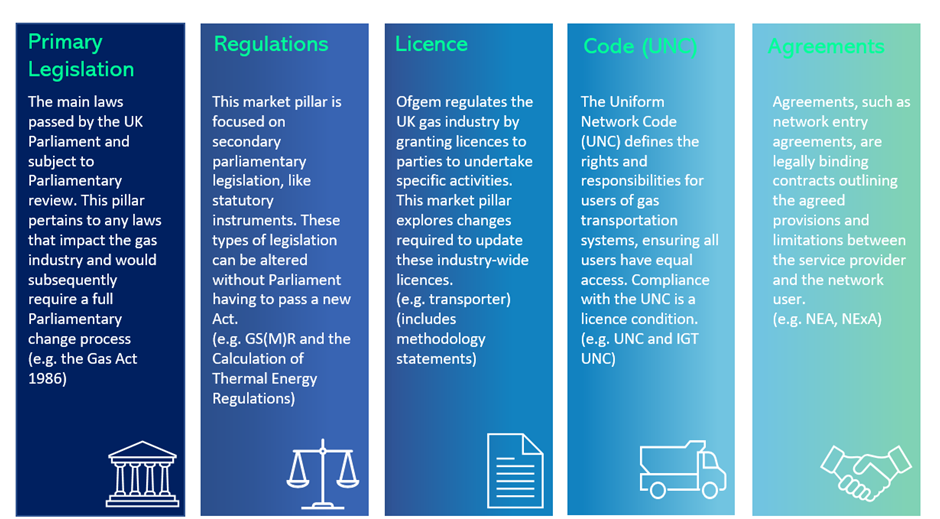 Primary
Legislation
The main laws
passed by the UK
Parliament and
subject to
Parliamentary
review. This pillar
pertains to any laws
that impact the gas
industry and would
subsequently
require a full
Parliamentary
change process
(e.g. the Gas Act
1986)
Regulations
This market pillar is
focused on
secondary
parliamentary
legislation, like
statutory
instruments. These
types of legislation
can be altered
without Parliament
having to pass a new
Act.
(e.g. GS(M)R and the
Calculation of
Thermal Energy
Regulations)
Licence
Ofgem regulates the
UK gas industry by
granting licences to
parties to undertake
specific activities.
This market pillar
explores changes
required to update
these industry-wide
licences.
(e.g. transporter)
(includes
methodology
statements)
Code (UNC)
The Uniform
Network Code
(UNC) defines the
rights and
responsibilities for
users of gas
transportation
systems, ensuring all
users have equal
access. Compliance
with the UNC is a
licence condition.
(e.g. UNC and IGT
UNC)
Agreements
Agreements, such as
network entry
agreements, are
legally binding
contracts outlining
the agreed
provisions and
limitations between
the service provider
and the network
user.
(e.g. NEA, NExA)